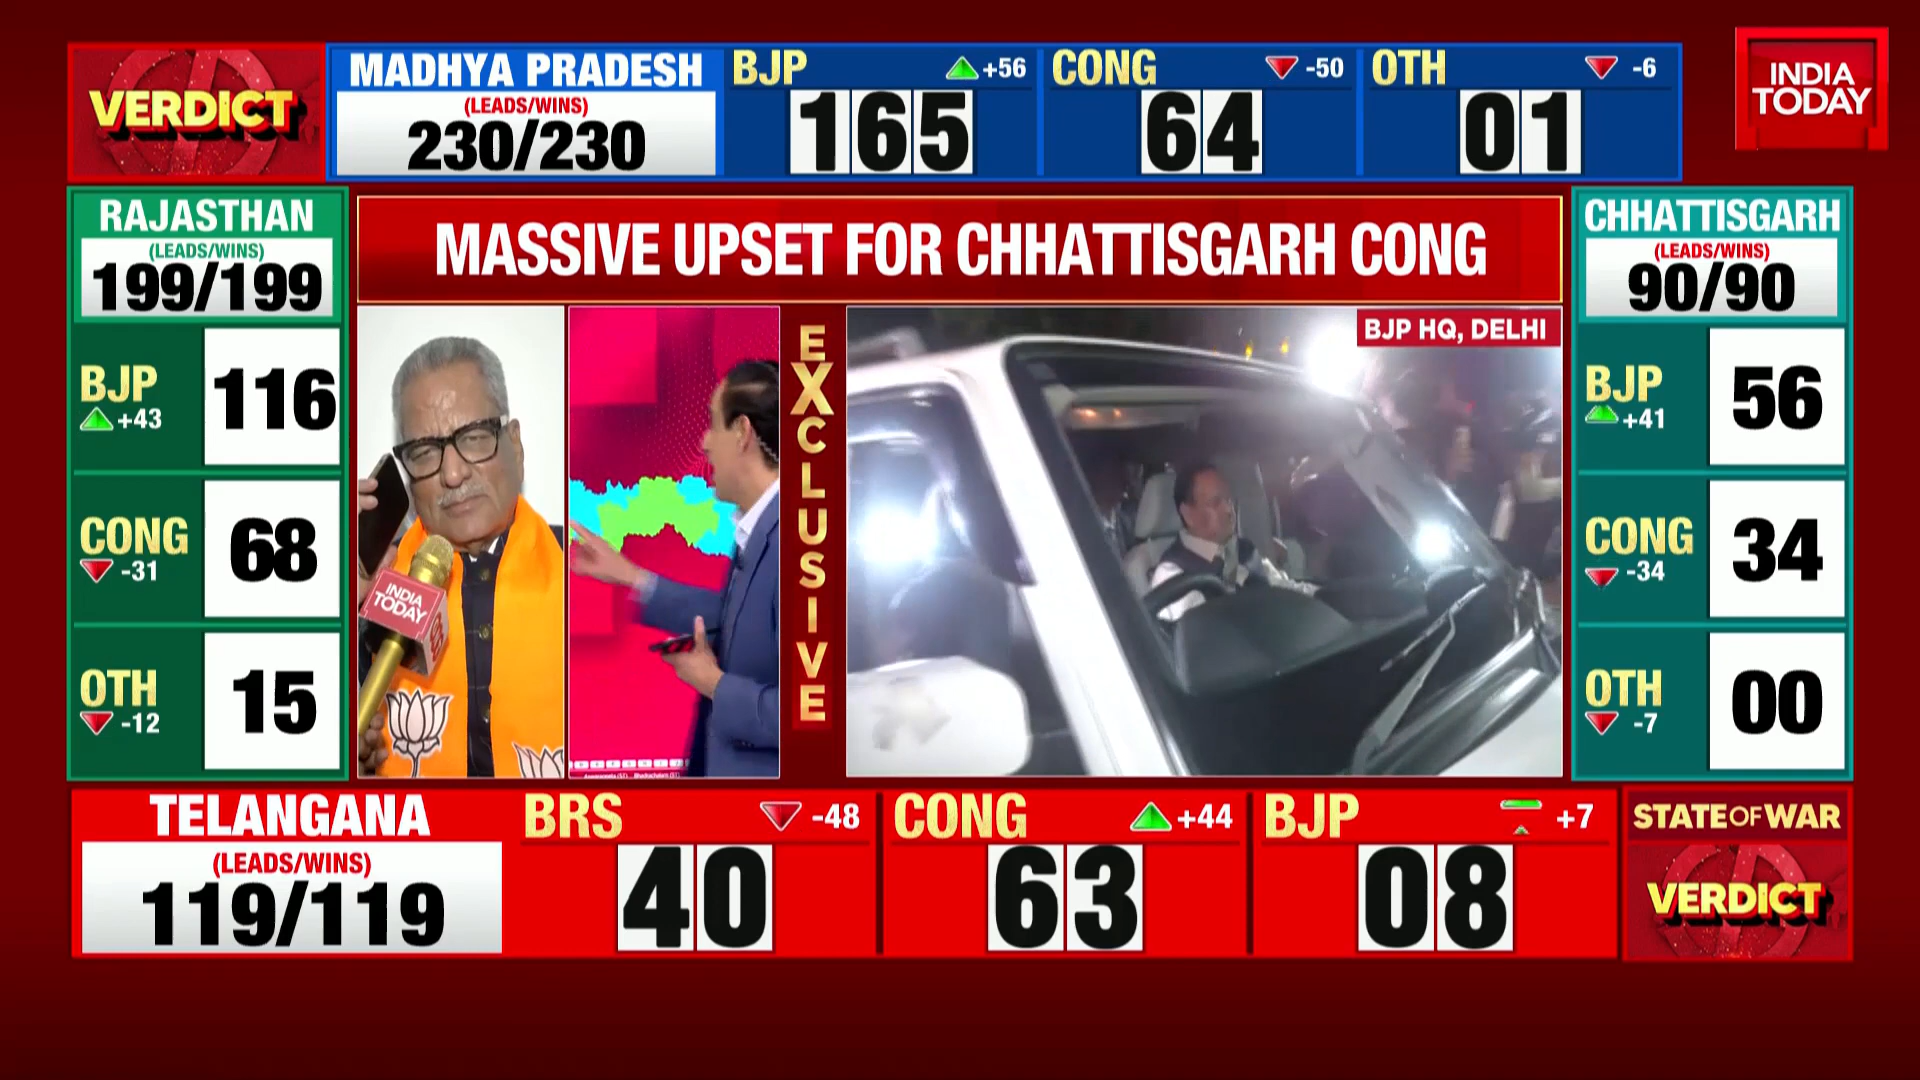 VERDICT
MADHYA PRADESH
(LEADS/WINS)
230/230
BJP +56
165
CONG -50
64
OTH -6
01
INDIA
TODAY
RAJASTHAN
(LEADS/WINS)
199/199
BJP
+43
116
CONG
-31
68
OTH
-12
15
MASSIVE UPSET FOR CHHATTISGARH CONG
INDIA
TODAY
EXCLUSIVE
BJP HQ, DELHI
CHHATTISGARH
(LEADS/WINS)
90/90
BJP
+41
56
CONG
-34
34
OTH
-7
00
TELANGANA
(LEADS/WINS)
119/119
BRS -48
40
CONG +44
63
BJP +7
08
STATE OF WAR
VERDICT